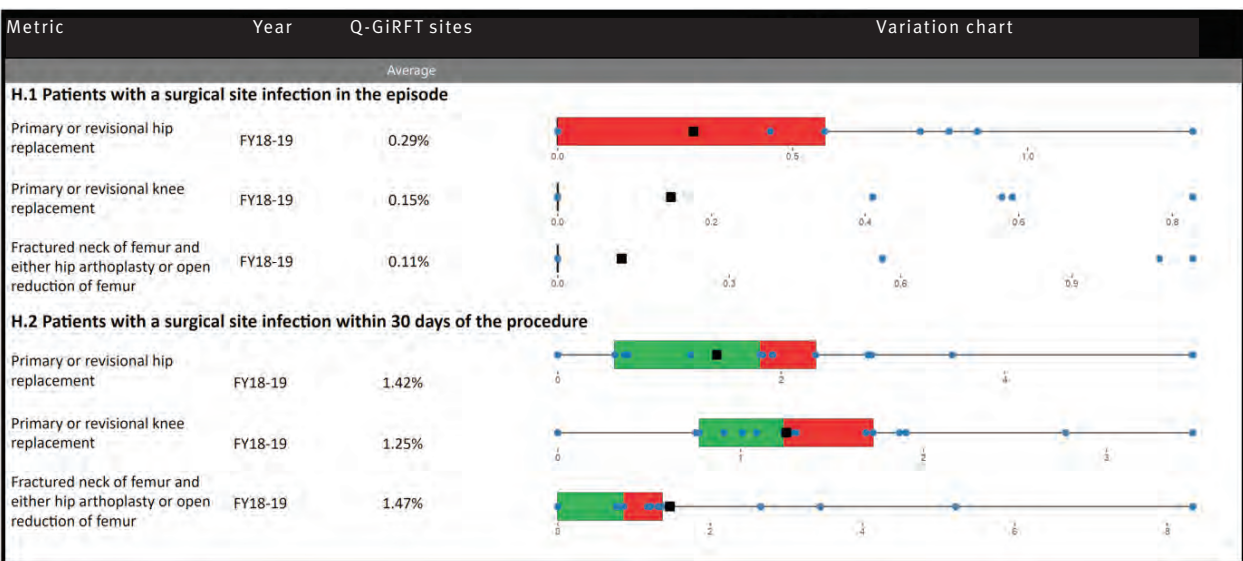 Metric Year Q-GiRFT sites Variation chart
Average
H.1 Patients with a surgical site infection in the episode
Primary or revisional hip
replacement
FY18-19 0.29%
0.0 0.5 1.0
Primary or revisional knee
replacement
FY18-19 0.15%
0.0 0.2 0.4 0.6 0.8
Fractured neck of femur and
either hip arthoplasty or open
reduction of femur
FY18-19 0.11%
0.0 0.3 0.6 0.9
H.2 Patients with a surgical site infection within 30 days of the procedure
Primary or revisional hip
replacement
FY18-19 1.42%
0 2 4
Primary or revisional knee
replacement
FY18-19 1.25%
0 1 2 3
Fractured neck of femur and
either hip arthoplasty or open
reduction of femur
FY18-19 1.47%
0 2 4 6 8